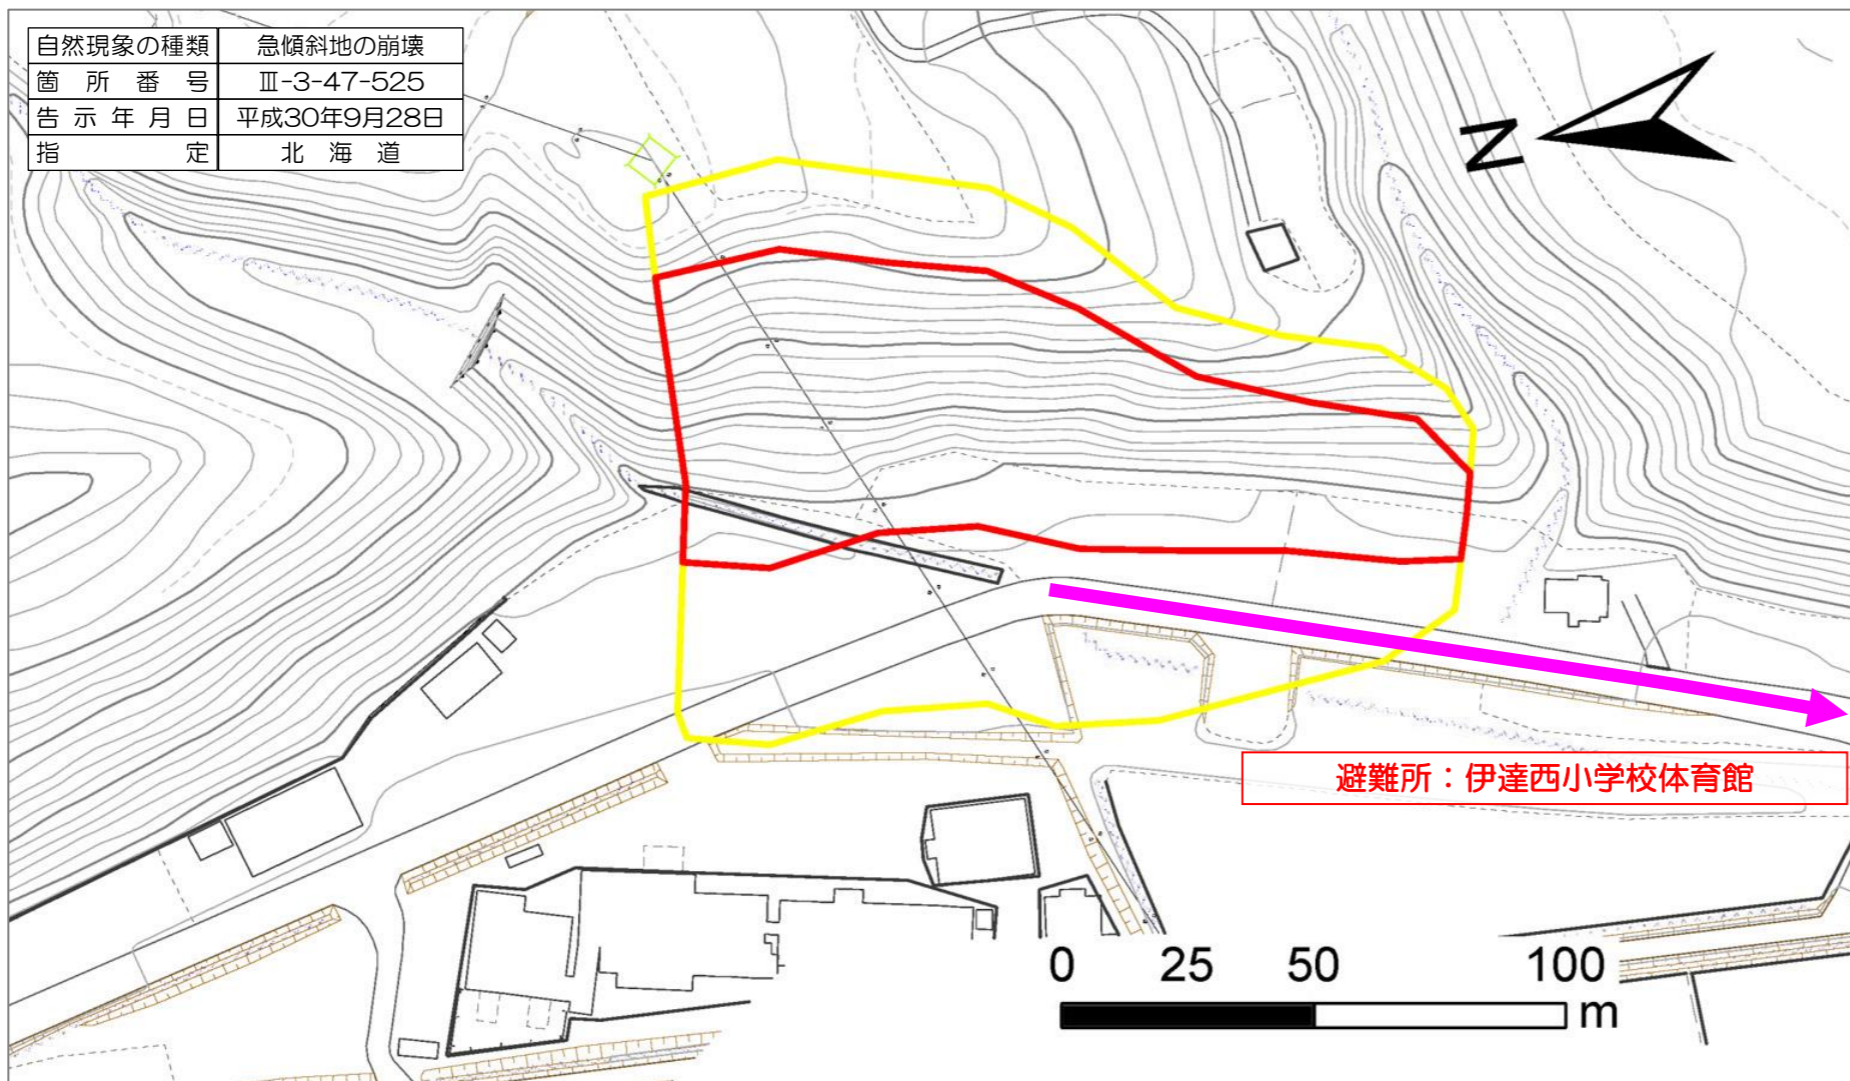 自然現象の種類 急傾斜地の崩壊
箇所番号 Ⅲ-3-47-525
告示年月日 平成30年9月28日
指定 北海道
N
避難所：伊達西小学校体育館
0 25 50 100
m